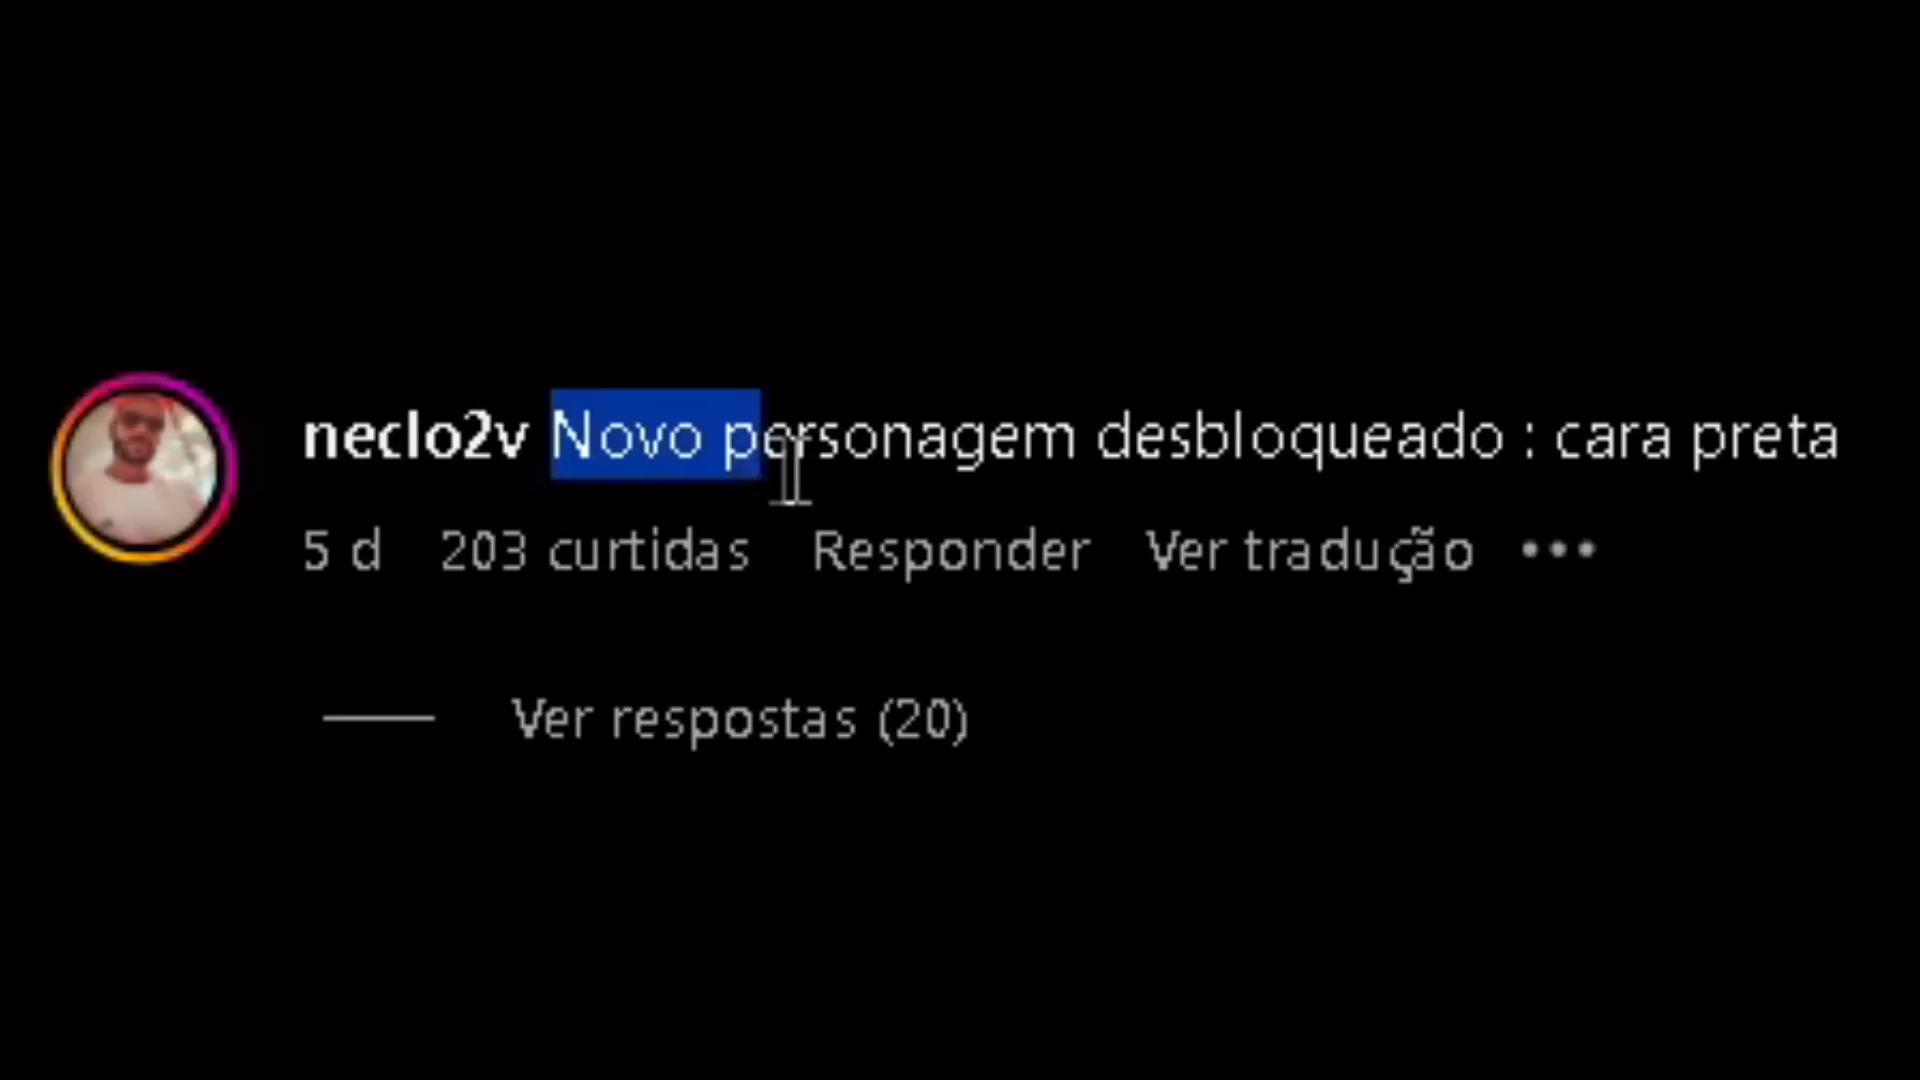 neclo2v Novo personagem desbloqueado : cara preta
5 d 203 curtidas Responder Ver tradução •••
Ver respostas (20)